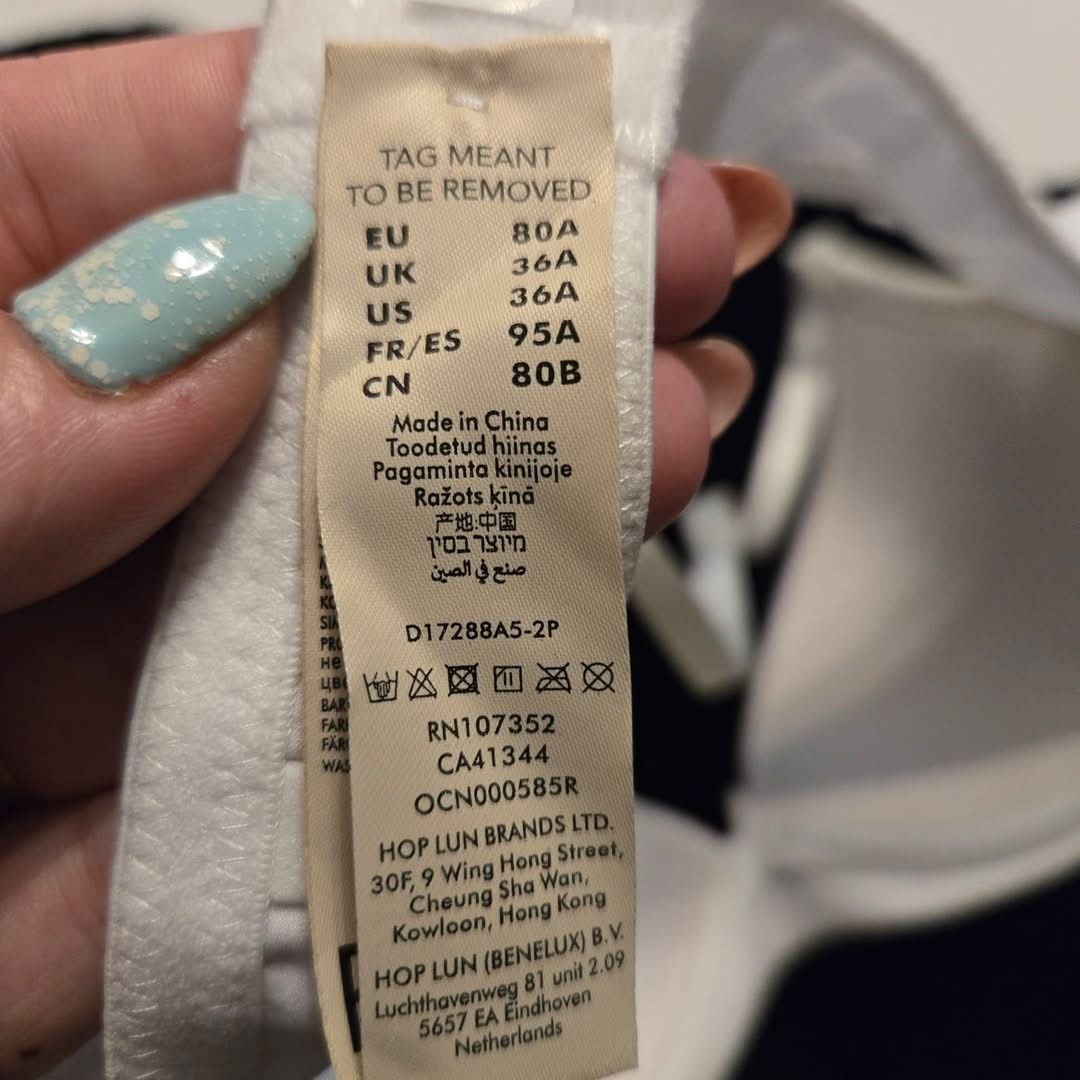 TAG MEANT
TO BE REMOVED
EU 80A
UK 36A
US 36A
FR/ES 95A
CN 80B
Made in China
Toodetud hiinas
Pagaminta kinijoje
Ražots ķīnā
产地:中国
מיוצר בסין
صنع في الصين
D17288A5-2P
RN107352
CA41344
OCN000585R
HOP LUN BRANDS LTD.
30F, 9 Wing Hong Street,
Cheung Sha Wan,
Kowloon, Hong Kong
HOP LUN (BENELUX) B.V.
Luchthavenweg 81 unit 2.09
5657 EA Eindhoven
Netherlands